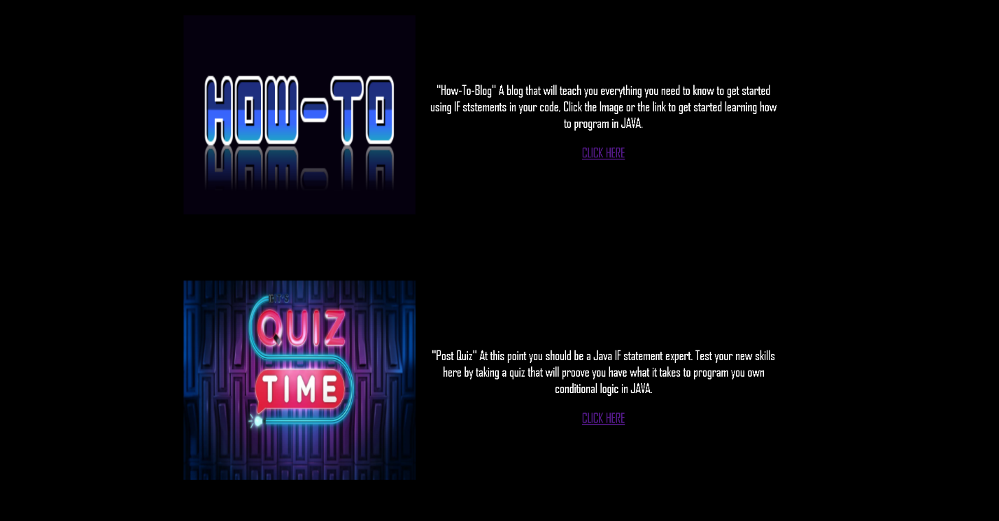 HOW-TO
"How-To-Blog" A blog that will teach you everything you need to know to get started
using IF ststements in your code. Click the Image or the link to get started learning how
to program in JAVA.
CLICK HERE
IT'S
QUIZ
TIME
"Post Quiz" At this point you should be a Java IF statement expert. Test your new skills
here by taking a quiz that will proove you have what it takes to program you own
conditional logic in JAVA.
CLICK HERE